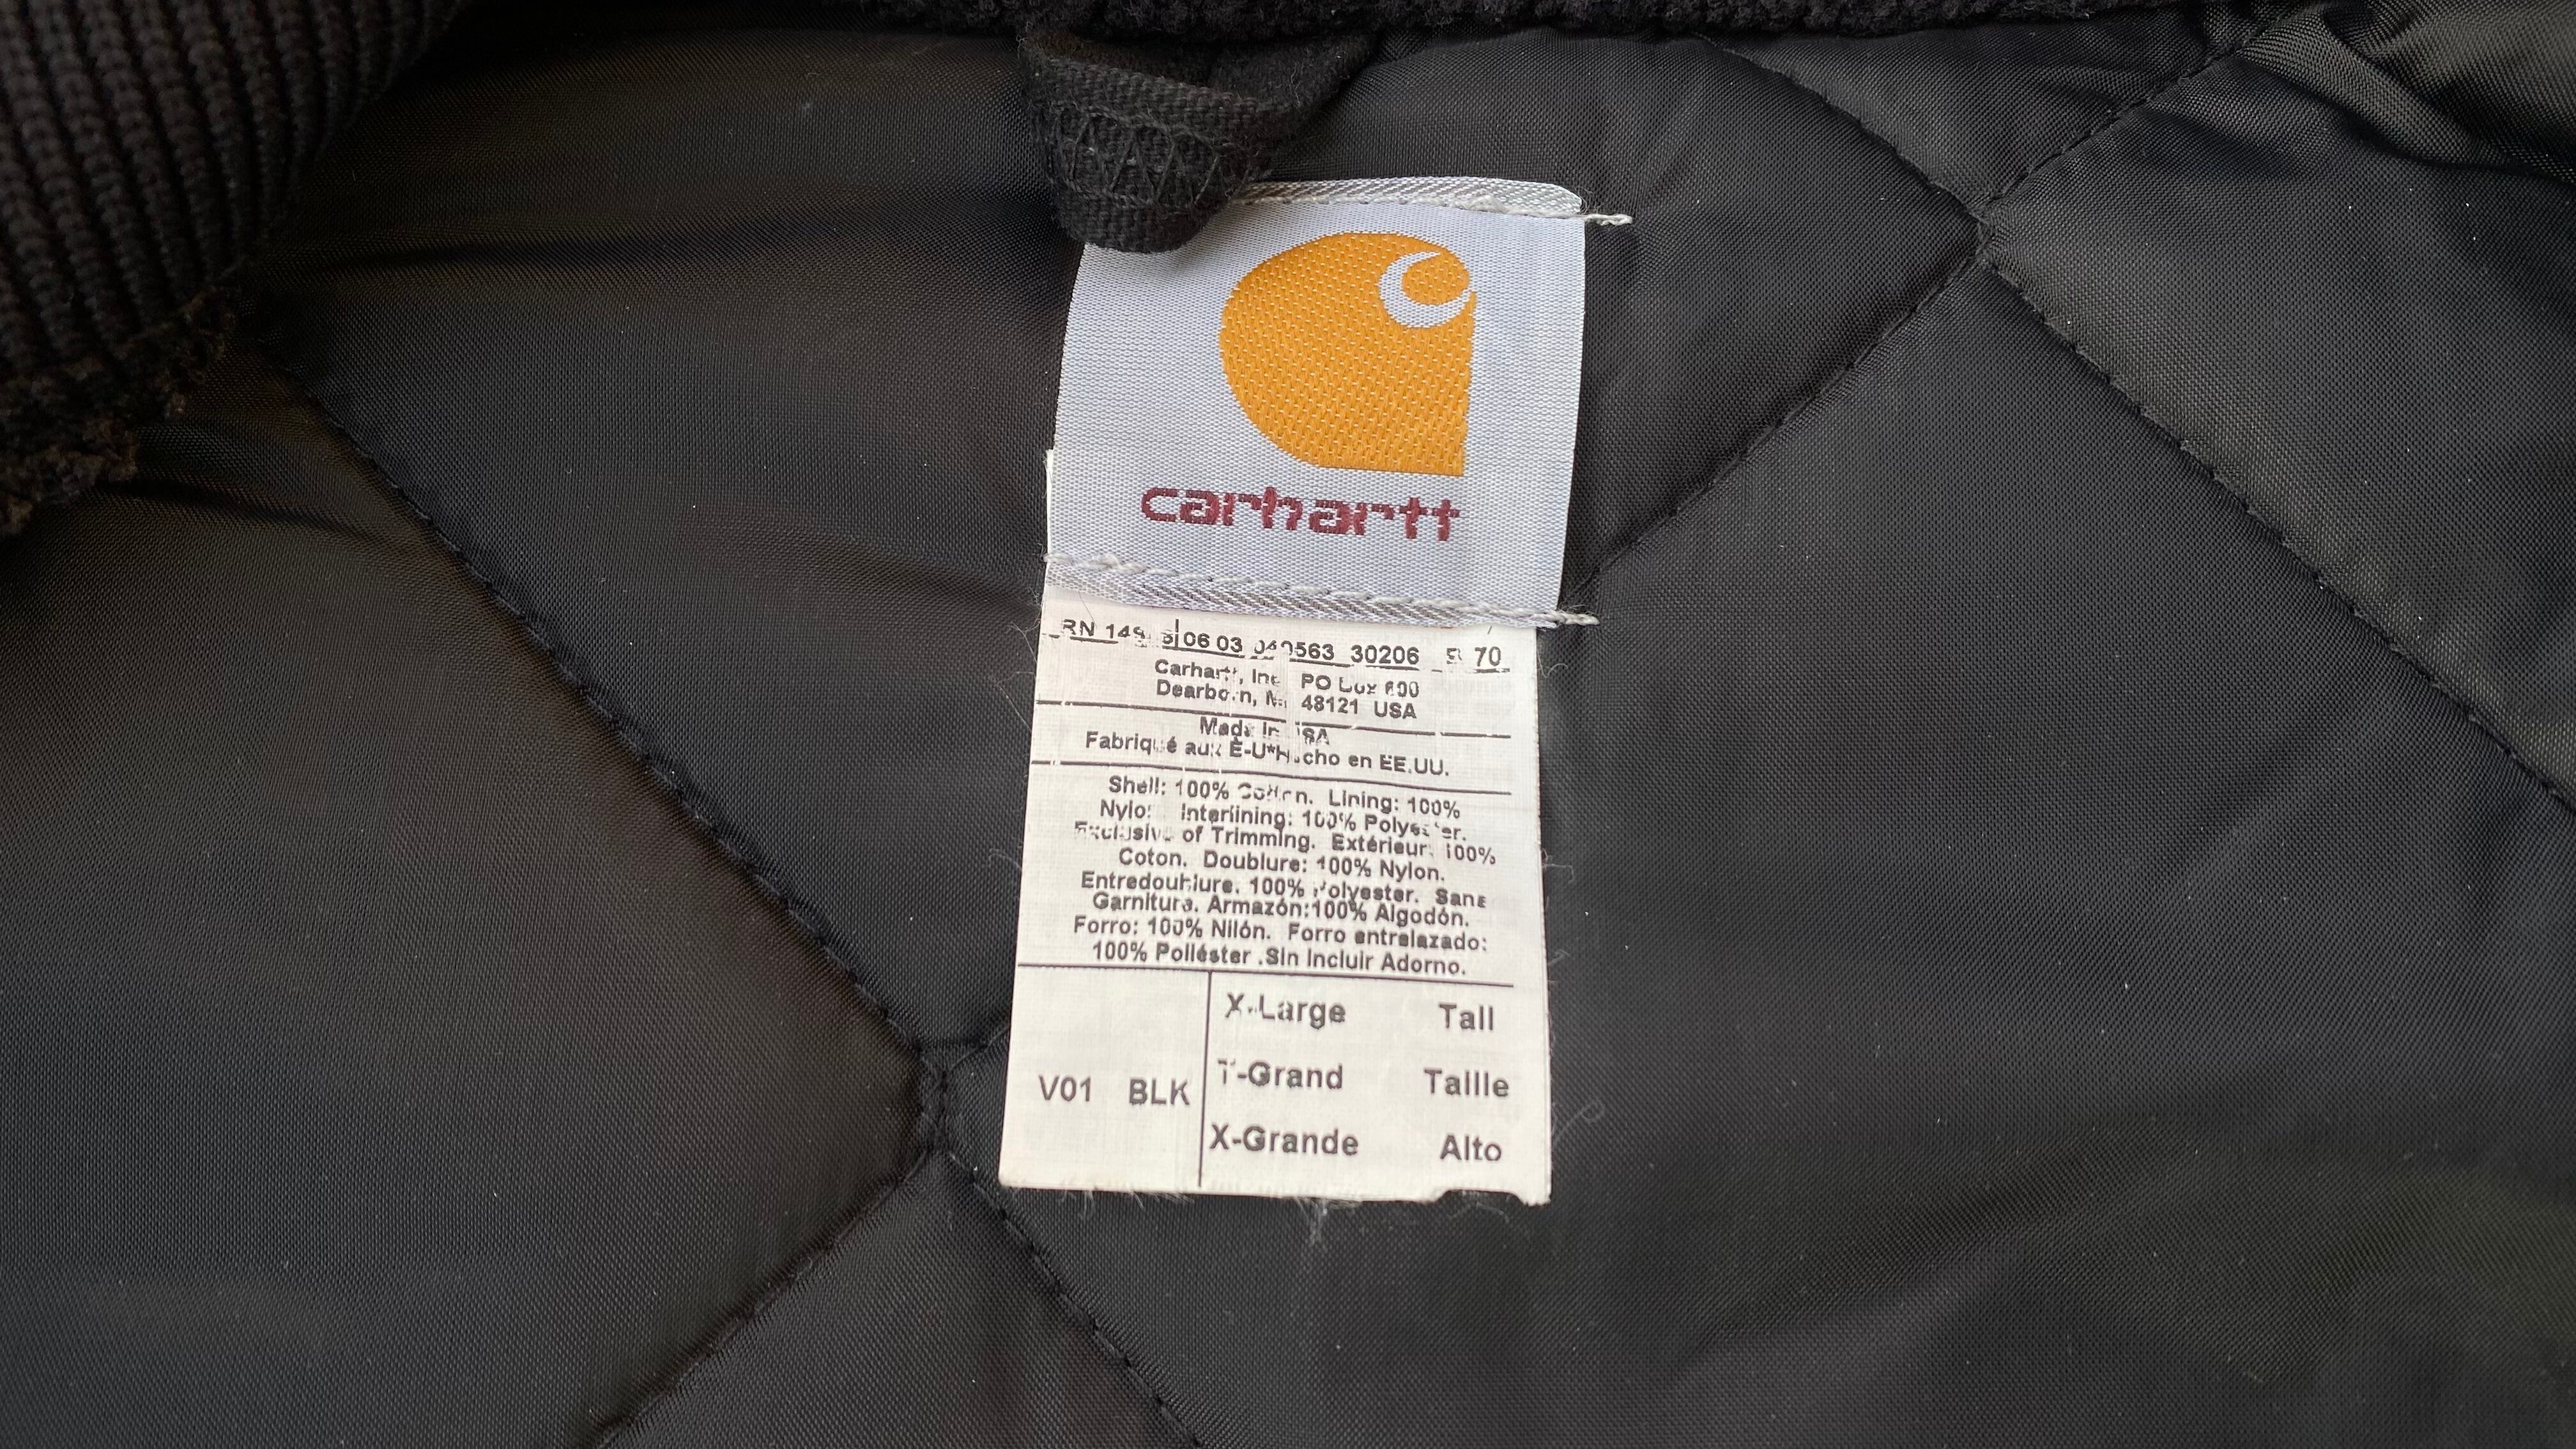 carhartt
RN 06 03 30206 70
Carhartt, Inc PO Box 600
Dearborn, 48121 USA
Made in USA
Fabriqué aux É-U*Hecho en EE.UU.
Shell: 100% Cotton. Lining: 100%
Nylon Interlining: 100% Polyester.
Exclusive of Trimming. Extérieur: 100%
Coton. Doublure: 100% Nylon.
Entredoublure. 100% Polyester. Sans
Garniture. Armazón:100% Algodón.
Forro: 100% Nilón. Forro entrelazado:
100% Poliéster .Sin Incluir Adorno.
X-Large Tall
T-Grand Taille
V01 BLK
X-Grande Alto